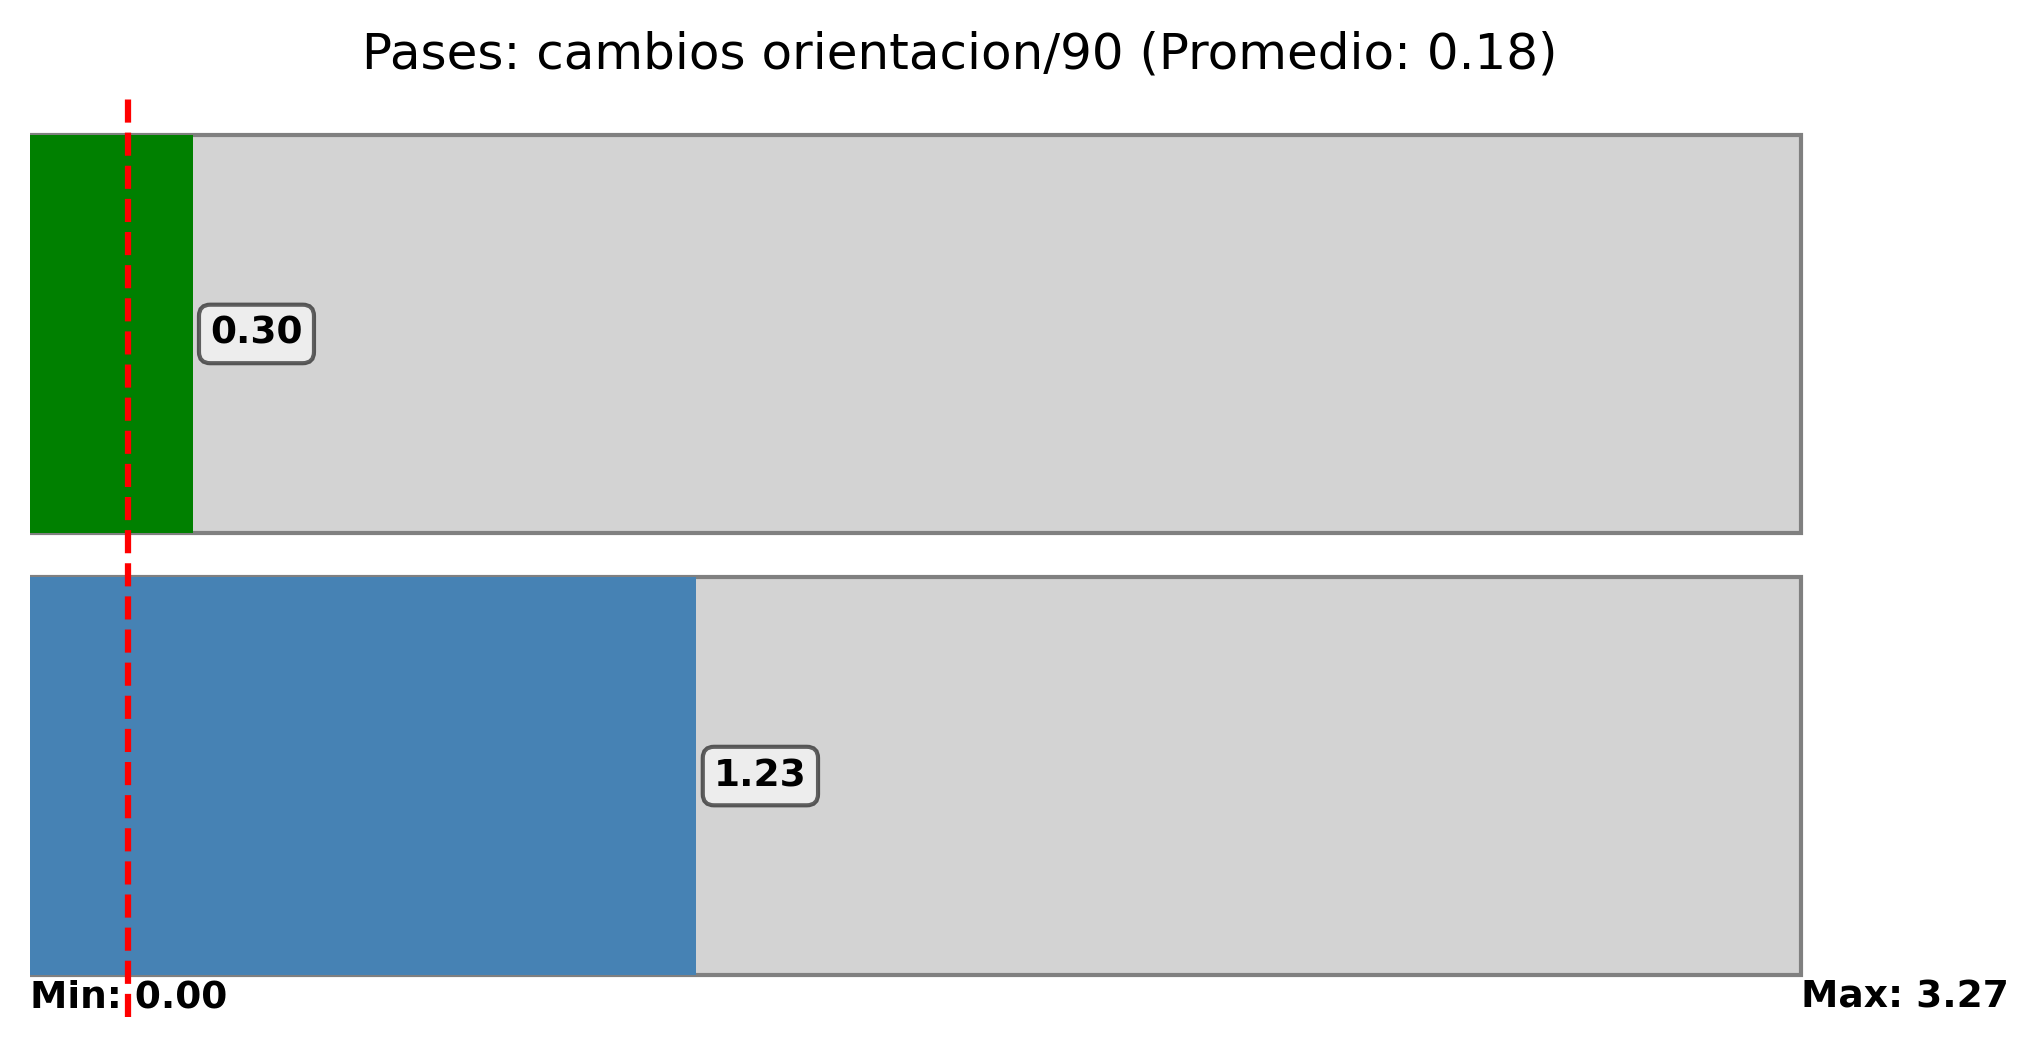 Pases: cambios orientacion/90 (Promedio: 0.18)
0.30
1.23
Min: 0.00
Max: 3.27